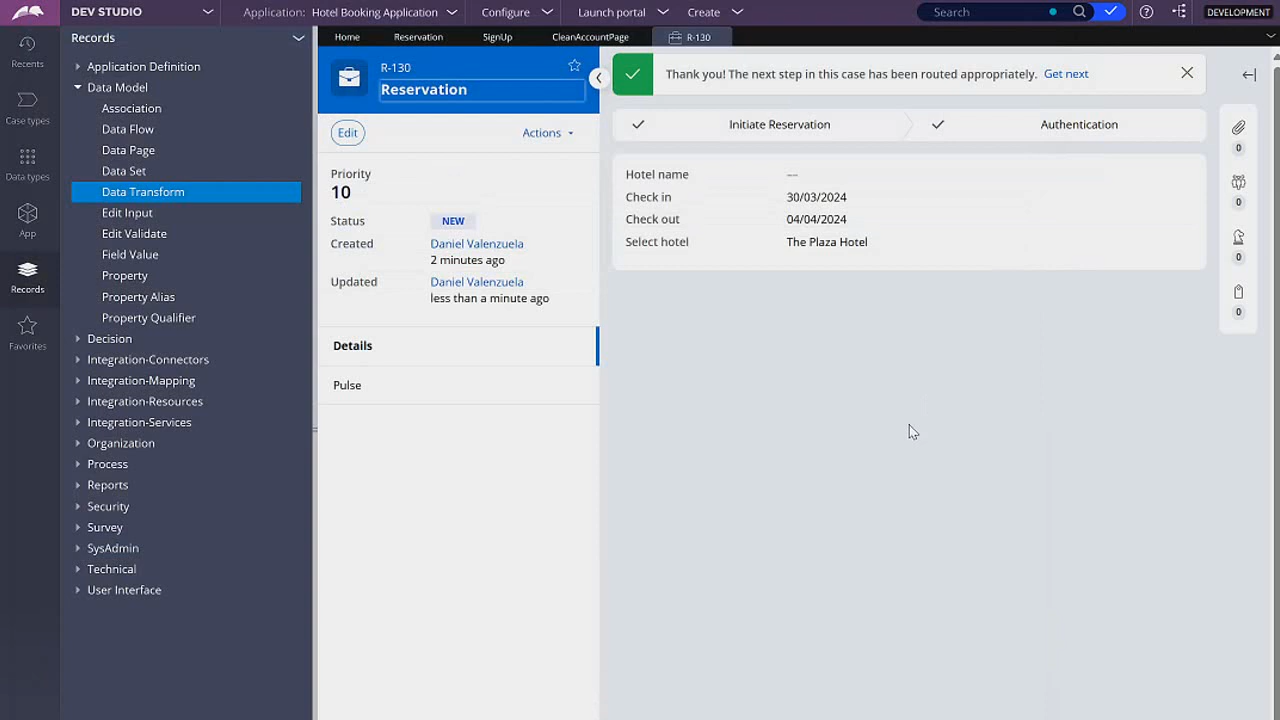 DEV STUDIO
Application: Hotel Booking Application
Configure
Launch portal
Create
Search
DEVELOPMENT
Recents
Case types
Data types
App
Records
Favorites
Records
Application Definition
Data Model
Association
Data Flow
Data Page
Data Set
Data Transform
Edit Input
Edit Validate
Field Value
Property
Property Alias
Property Qualifier
Decision
Integration-Connectors
Integration-Mapping
Integration-Resources
Integration-Services
Organization
Process
Reports
Security
Survey
SysAdmin
Technical
User Interface
Home
Reservation
SignUp
CleanAccountPage
R-130
R-130
Reservation
Edit
Actions
Priority
10
Status NEW
Created Daniel Valenzuela
2 minutes ago
Updated Daniel Valenzuela
less than a minute ago
Details
Pulse
Thank you! The next step in this case has been routed appropriately. Get next
Initiate Reservation
Authentication
Hotel name ––
Check in 30/03/2024
Check out 04/04/2024
Select hotel The Plaza Hotel
0
0
0
0